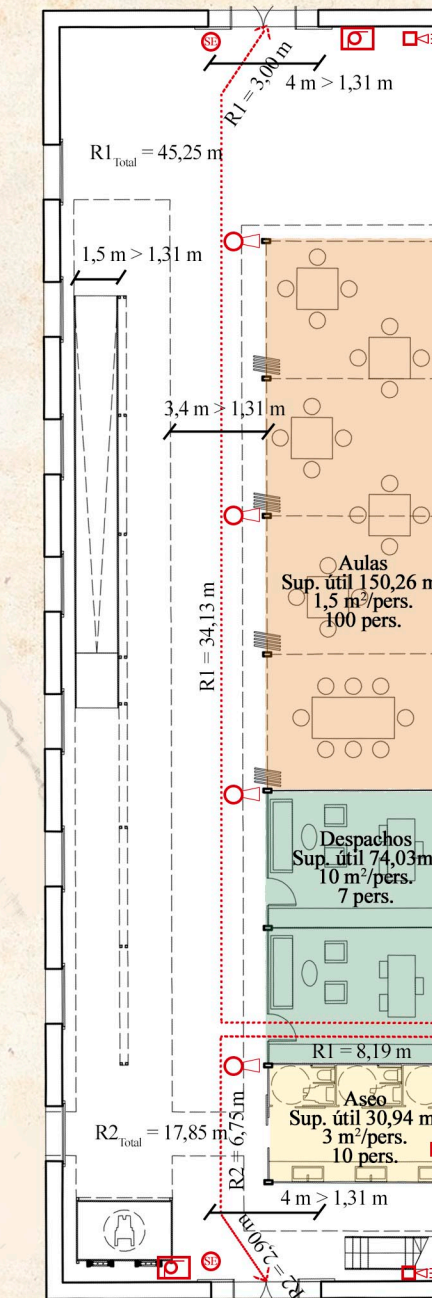 SE
R1 = 3,00 m
4 m > 1,31 m
R1Total = 45,25 m
1,5 m > 1,31 m
3,4 m > 1,31 m
Aulas
Sup. útil 150,26 m
1,5 m²/pers.
100 pers.
R1 = 34,13 m
Despachos
Sup. útil 74,03m
10 m²/pers.
7 pers.
R1 = 8,19 m
Aseo
Sup. útil 30,94 m
3 m²/pers.
10 pers.
R2Total = 17,85 m
R2 = 6,75 m
4 m > 1,31 m
R2 = 2,90 m
SE